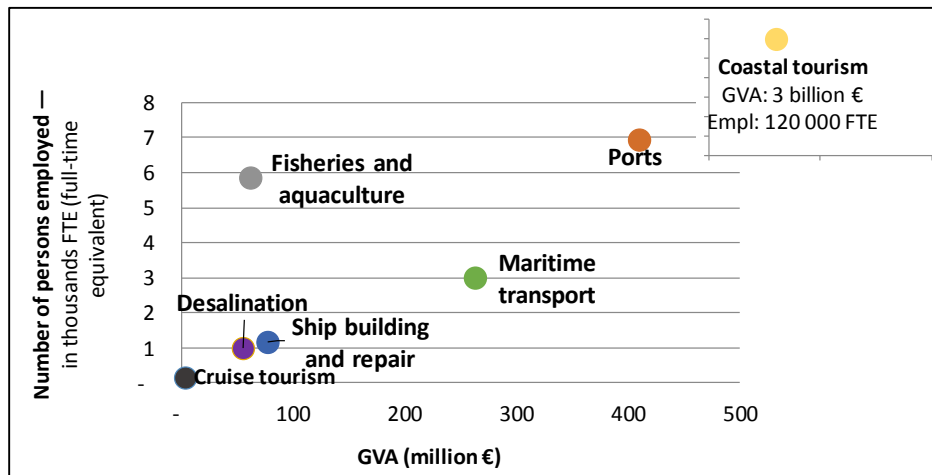 Coastal tourism
GVA: 3 billion €
Empl: 120 000 FTE
Number of persons employed —
in thousands FTE (full-time
equivalent)
8
7
6
5
4
3
2
1
-
Ports
Fisheries and
aquaculture
Maritime
transport
Desalination
Ship building
and repair
Cruise tourism
-
100
200
300
400
500
GVA (million €)